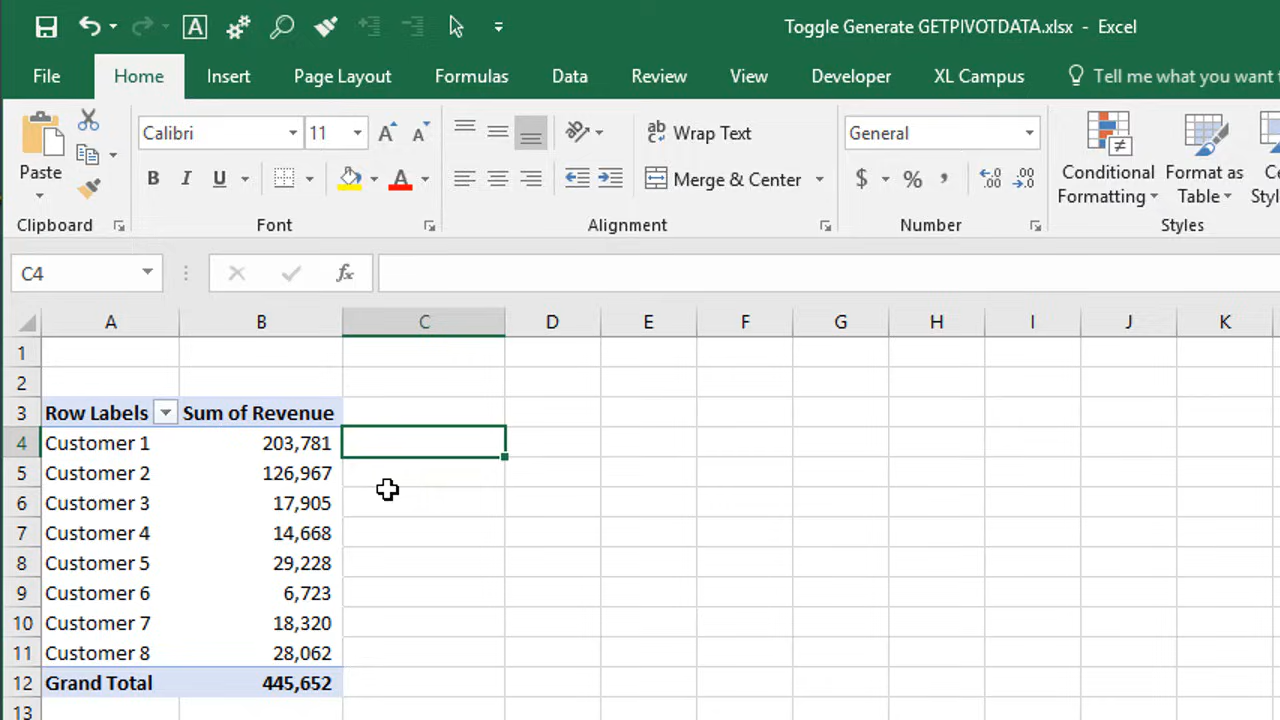 Toggle Generate GETPIVOTDATA.xlsx - Excel
File Home Insert Page Layout Formulas Data Review View Developer XL Campus Tell me what you want t
Calibri 11 Wrap Text General
Paste B I U Merge & Center $ % , Conditional Formatting Format as Table
Clipboard Font Alignment Number Styles
C4 fx
A B C D E F G H I J K
1
2
3 Row Labels Sum of Revenue
4 Customer 1 203,781
5 Customer 2 126,967
6 Customer 3 17,905
7 Customer 4 14,668
8 Customer 5 29,228
9 Customer 6 6,723
10 Customer 7 18,320
11 Customer 8 28,062
12 Grand Total 445,652
13